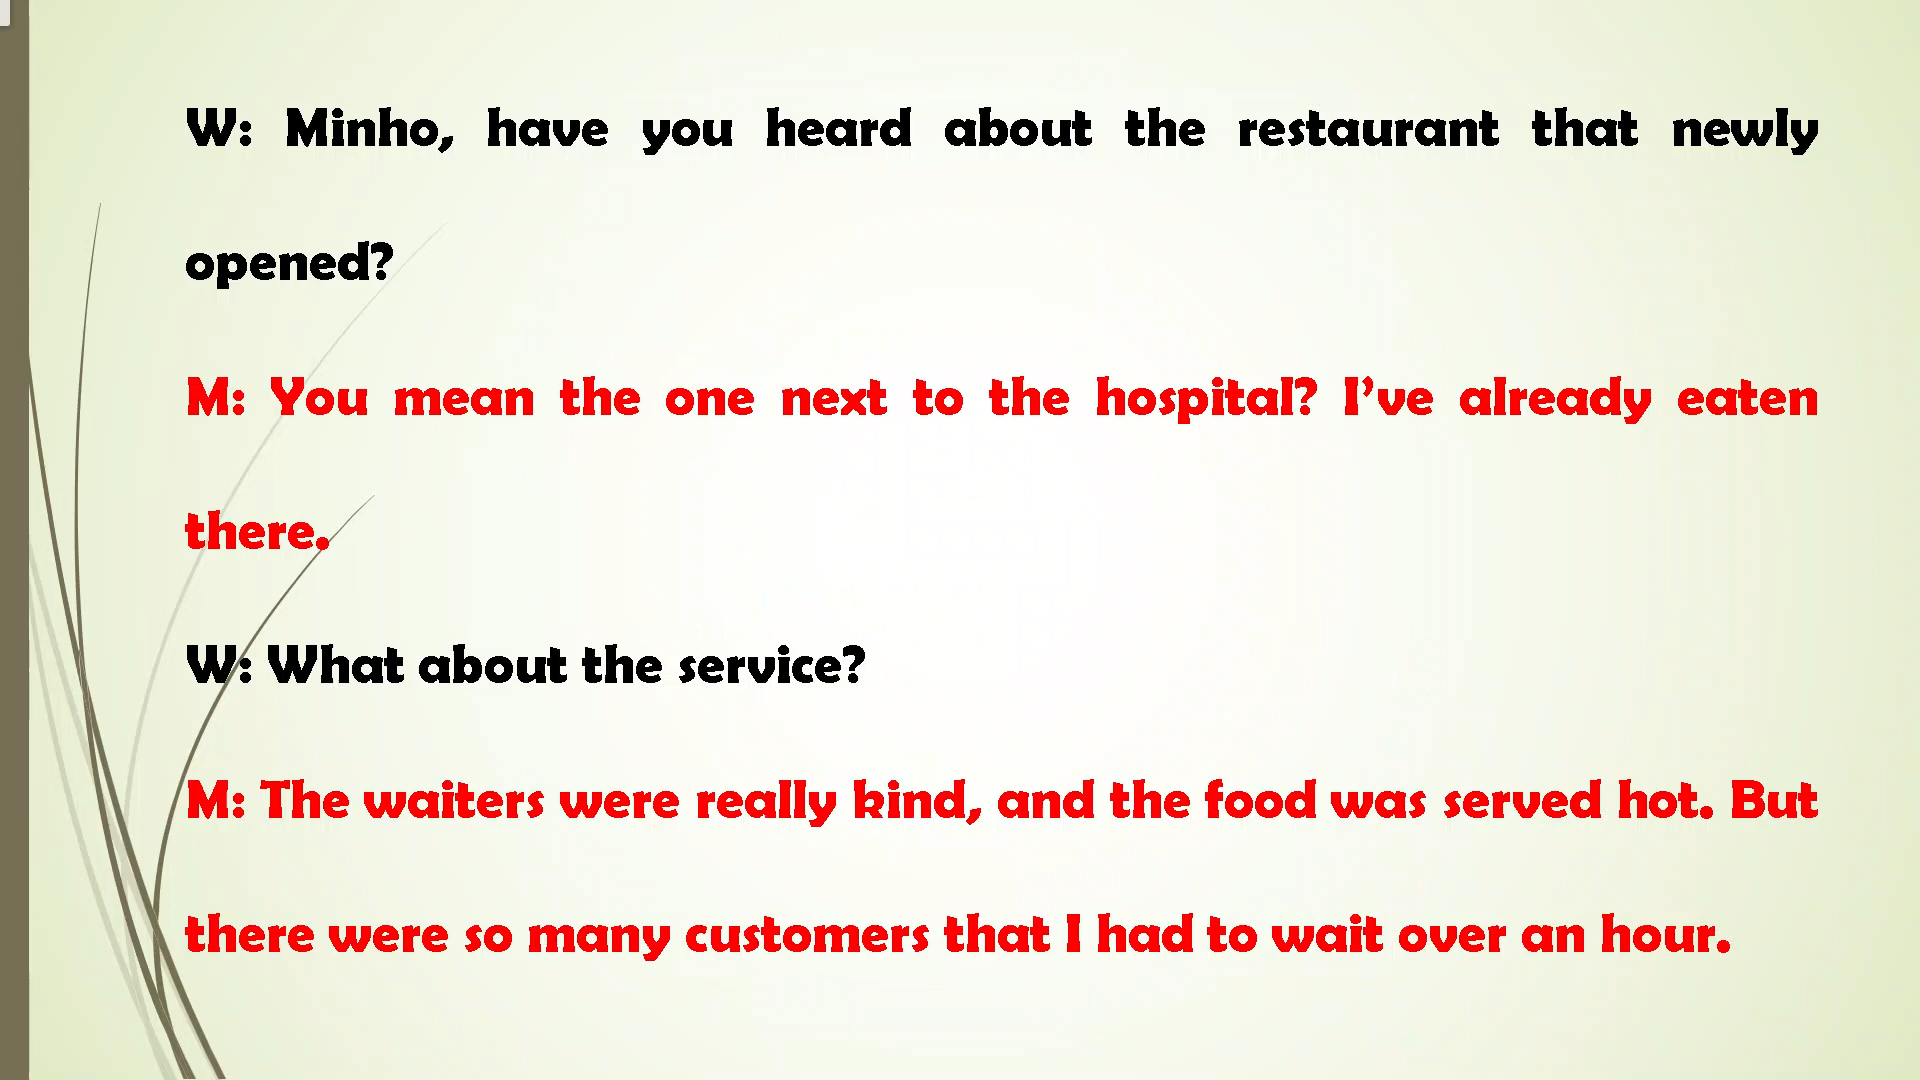 W: Minho, have you heard about the restaurant that newly
opened?
M: You mean the one next to the hospital? I’ve already eaten
there.
W: What about the service?
M: The waiters were really kind, and the food was served hot. But
there were so many customers that I had to wait over an hour.